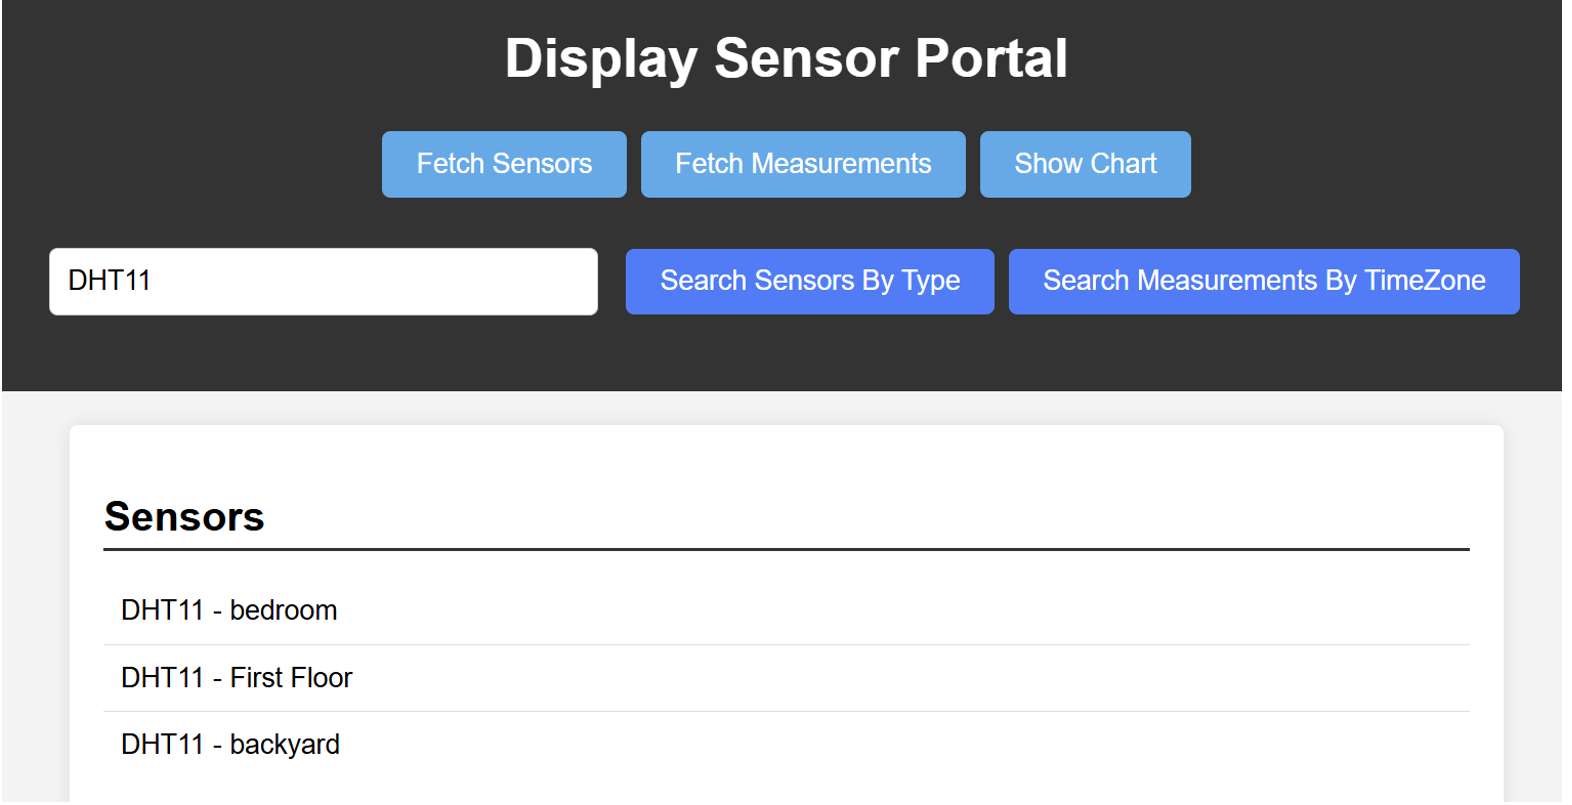 Display Sensor Portal
Fetch Sensors Fetch Measurements Show Chart
DHT11 Search Sensors By Type Search Measurements By TimeZone
Sensors
DHT11 - bedroom
DHT11 - First Floor
DHT11 - backyard